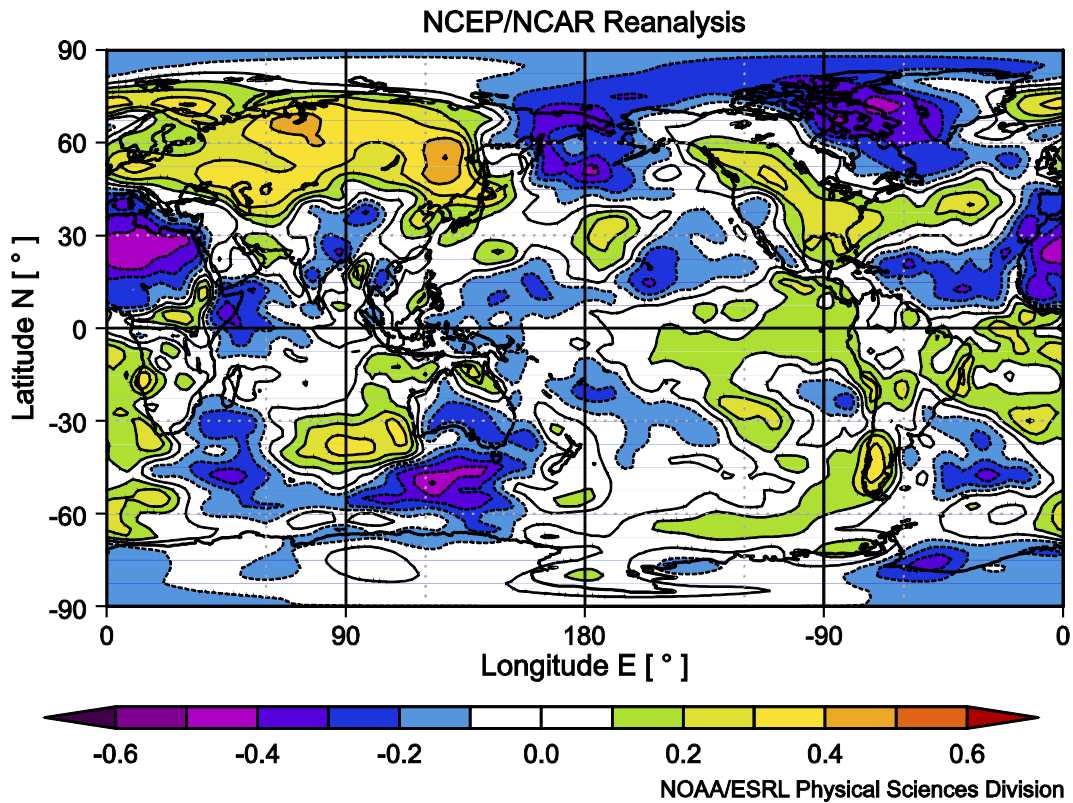 NCEP/NCAR Reanalysis
90
60
30
0
-30
-60
-90
Latitude N [ ° ]
0 90 180 -90 0
Longitude E [ ° ]
-0.6 -0.4 -0.2 0.0 0.2 0.4 0.6
NOAA/ESRL Physical Sciences Division